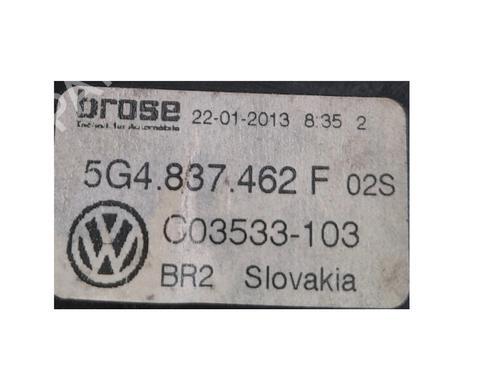 brose 22-01-2013 8:35 2
5G4.837.462 F 02S
C03533-103
BR2 Slovakia